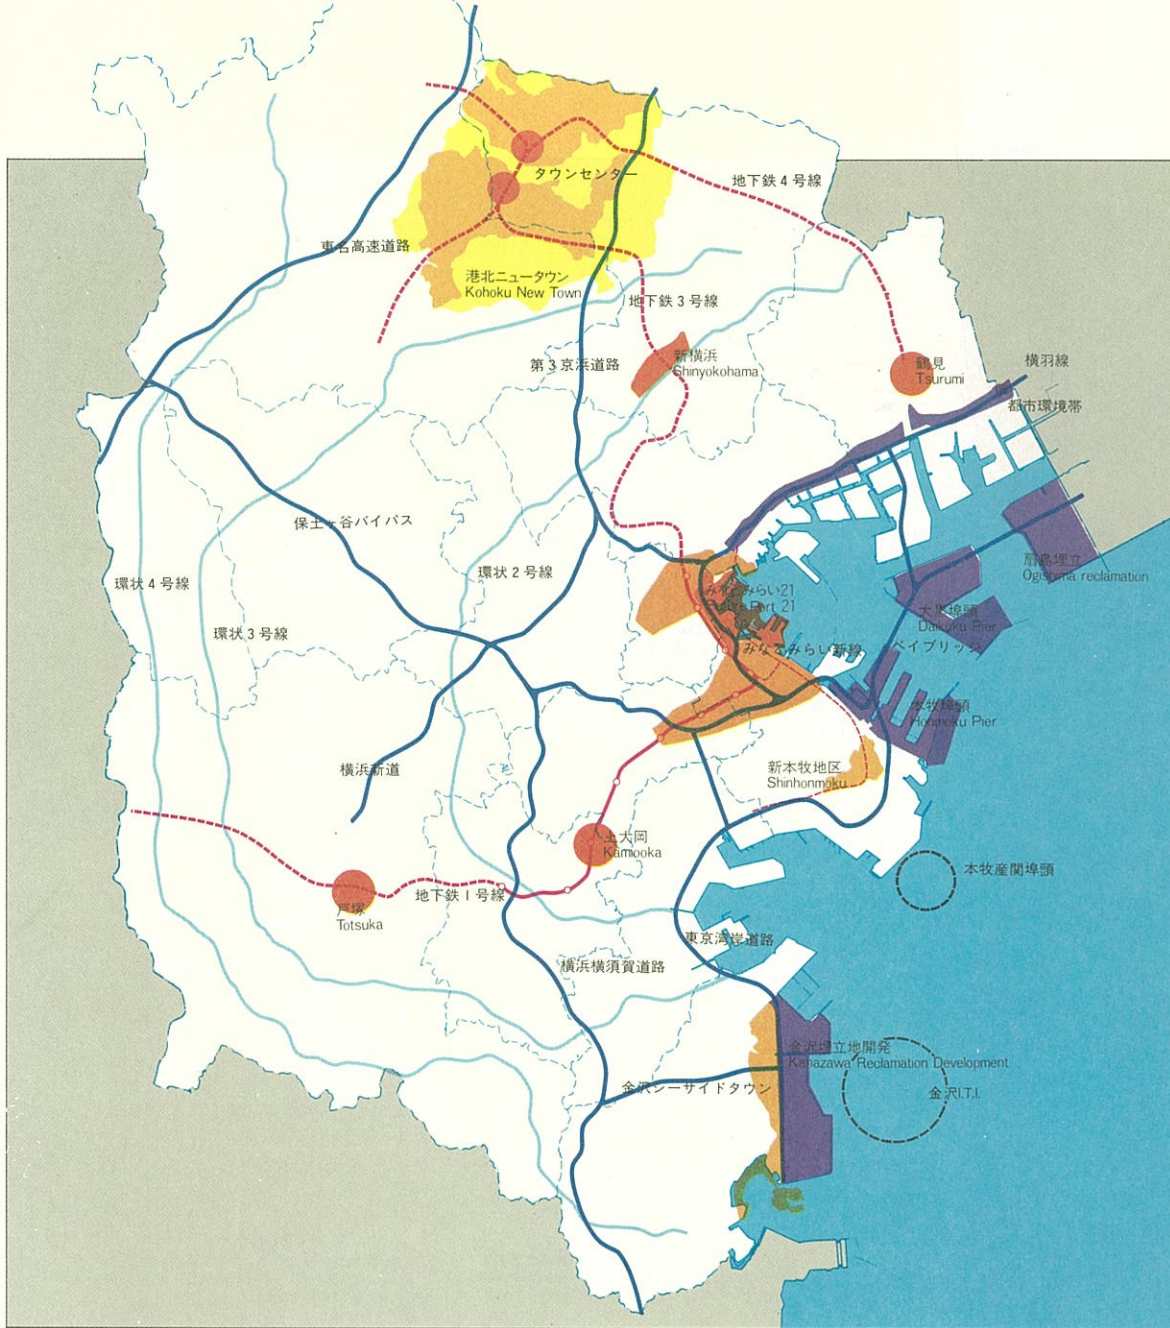 タウンセンター
地下鉄4号線
東名高速道路
港北ニュータウン
Kohoku New Town
地下鉄3号線
第3京浜道路
新横浜
Shinyokohama
鶴見
Tsurumi
横羽線
都市環境帯
保土ヶ谷バイパス
環状4号線
環状2号線
環状3号線
扇島埋立
Ogishima reclamation
みなとみらい21
Future Port 21
大黒埠頭
Daikoku Pier
ベイブリッジ
みなとみらい新線
本牧埠頭
Honmoku Pier
横浜新道
新本牧地区
Shinhonmoku
上大岡
Kamiooka
本牧産関埠頭
地下鉄1号線
戸塚
Totsuka
東京湾岸道路
横浜横須賀道路
金沢埋立地開発
Kanazawa Reclamation Development
金沢シーサイドタウン
金沢I.T.I.